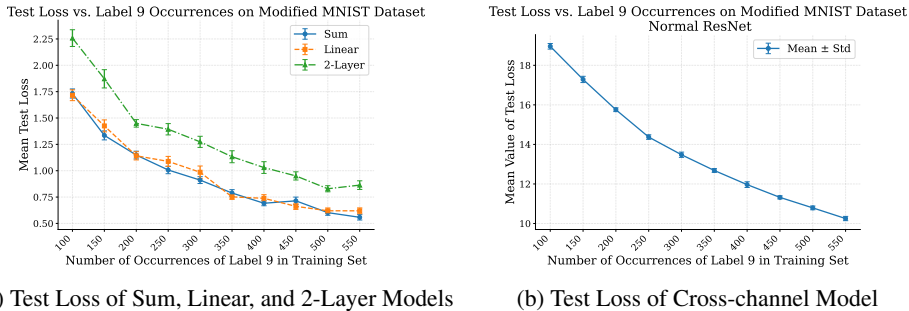 Test Loss vs. Label 9 Occurrences on Modified MNIST Dataset
Mean Test Loss
2.25
2.00
1.75
1.50
1.25
1.00
0.75
0.50
Sum
Linear
2-Layer
100
150
200
250
300
350
400
450
500
550
Number of Occurrences of Label 9 in Training Set
) Test Loss of Sum, Linear, and 2-Layer Models
Test Loss vs. Label 9 Occurrences on Modified MNIST Dataset
Normal ResNet
Mean Value of Test Loss
18
16
14
12
10
Mean ± Std
100
150
200
250
300
350
400
450
500
550
Number of Occurrences of Label 9 in Training Set
(b) Test Loss of Cross-channel Model